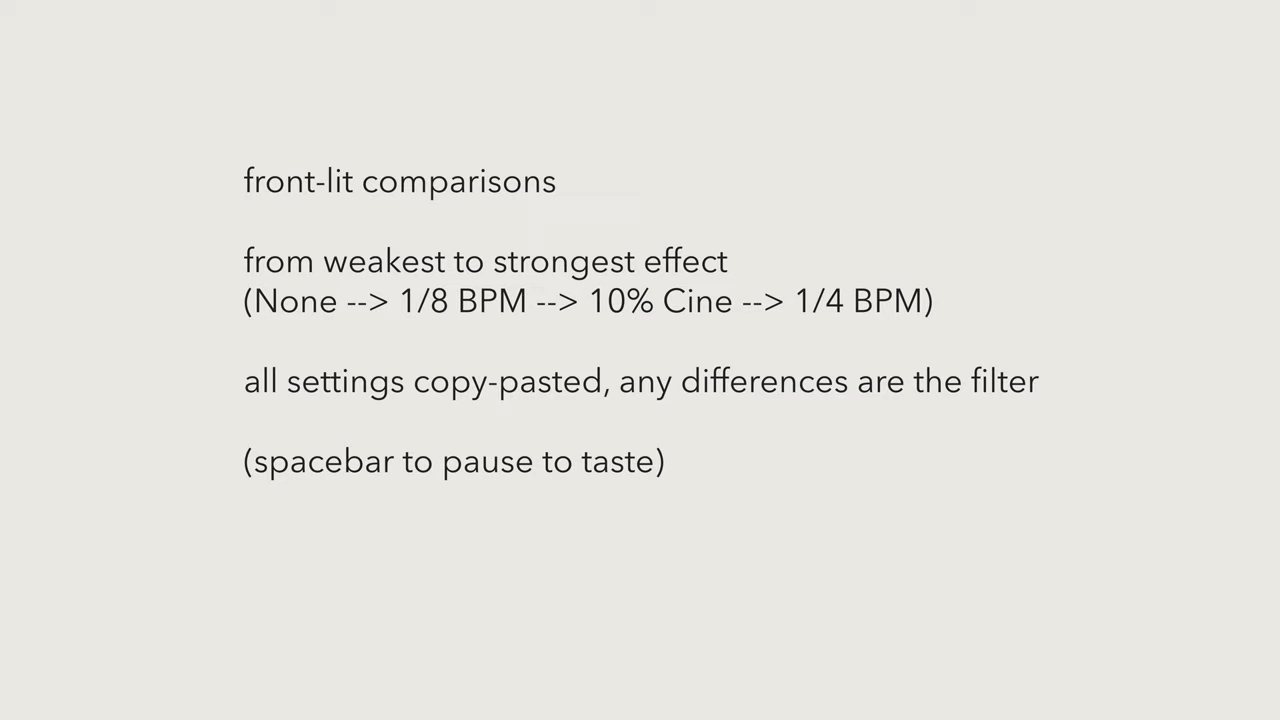 front-lit comparisons
from weakest to strongest effect
(None --> 1/8 BPM --> 10% Cine --> 1/4 BPM)
all settings copy-pasted, any differences are the filter
(spacebar to pause to taste)